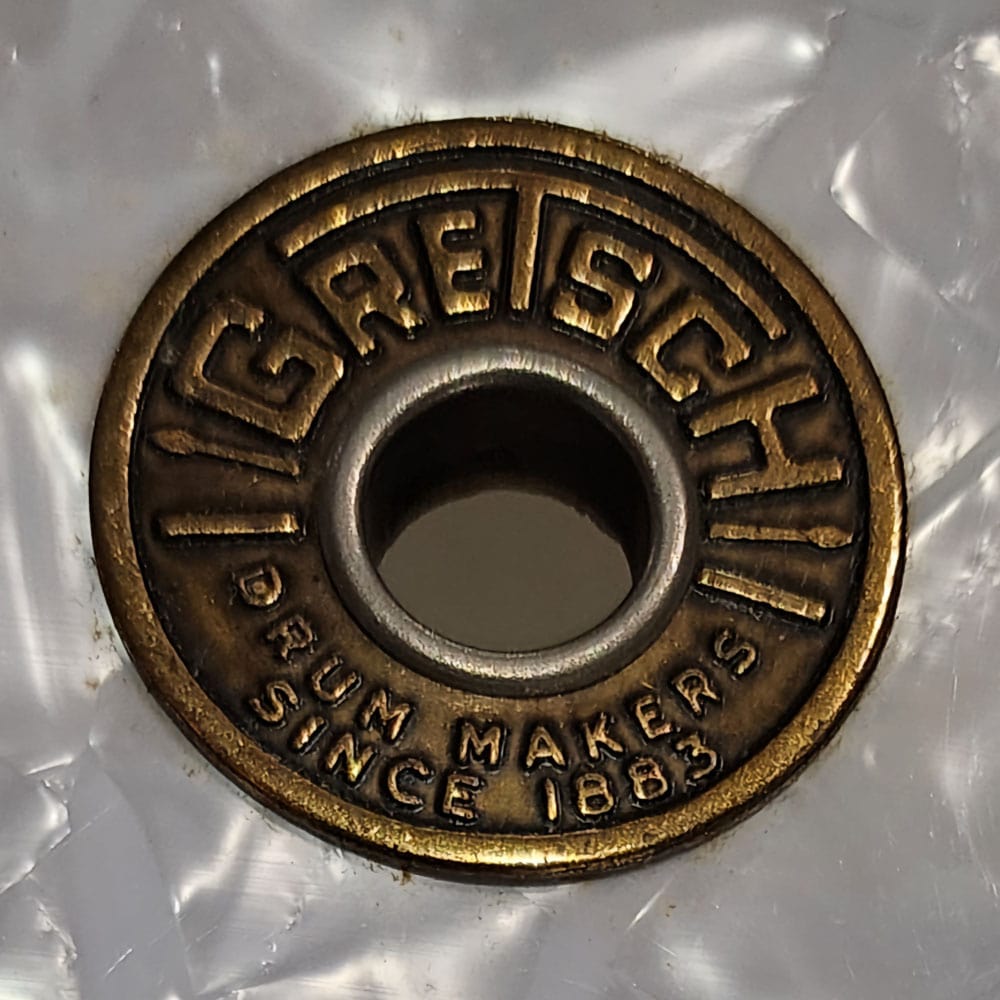 GRETSCH
DRUM MAKERS
SINCE 1883